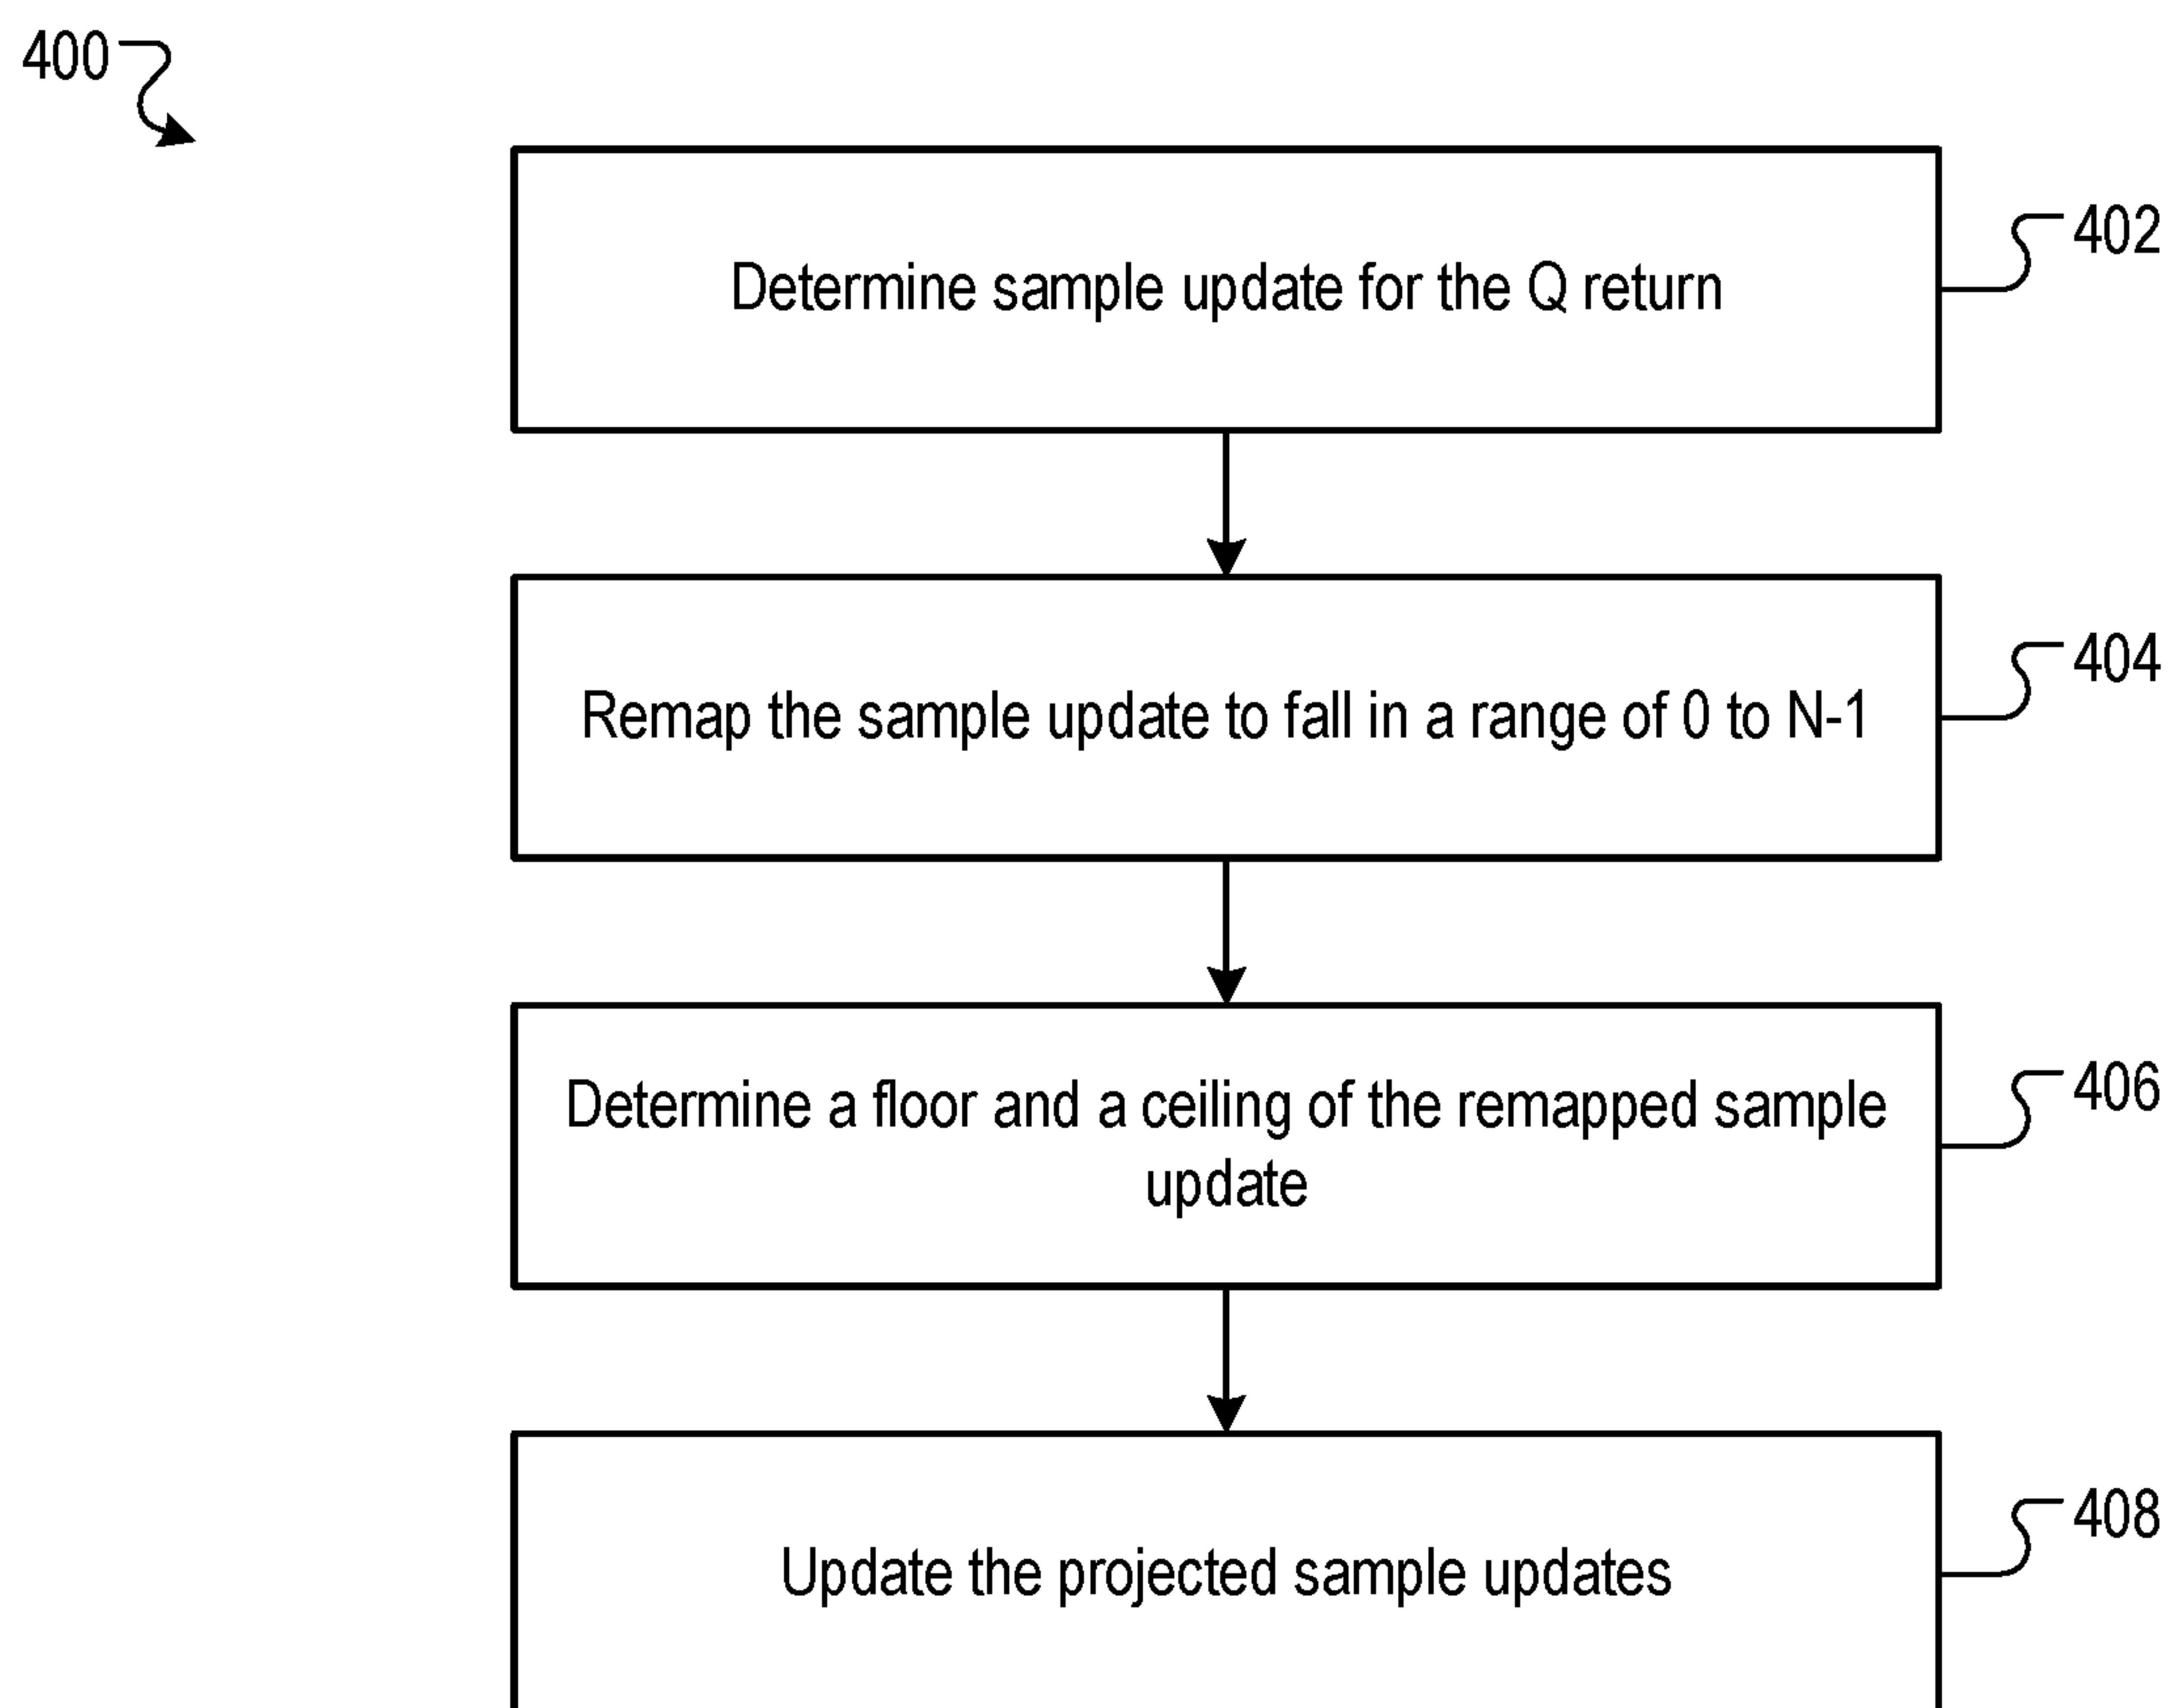 400
Determine sample update for the Q return
402
Remap the sample update to fall in a range of 0 to N-1
404
Determine a floor and a ceiling of the remapped sample
update
406
Update the projected sample updates
408